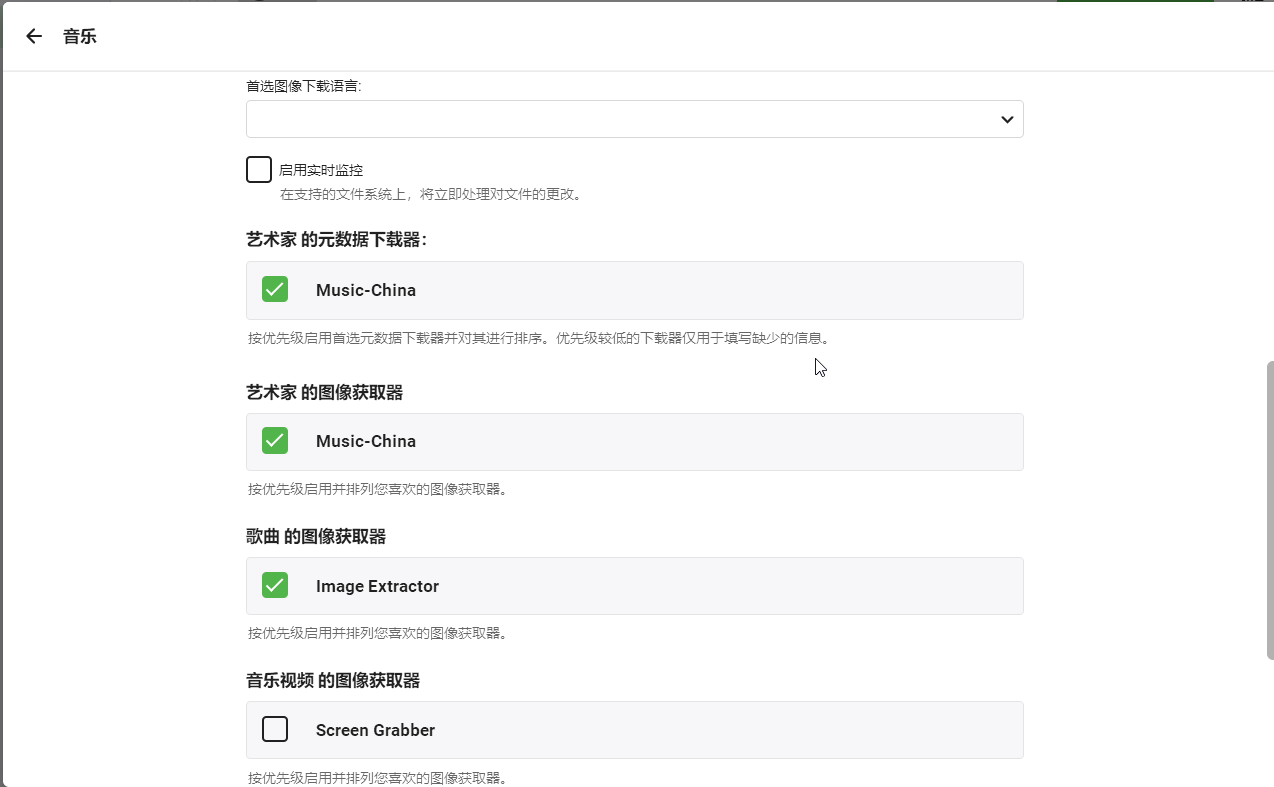 音乐
首选图像下载语言:
启用实时监控
在支持的文件系统上，将立即处理对文件的更改。
艺术家 的元数据下载器:
Music-China
按优先级启用首选元数据下载器并对其进行排序。优先级较低的下载器仅用于填写缺少的信息。
艺术家 的图像获取器
Music-China
按优先级启用并排列您喜欢的图像获取器。
歌曲 的图像获取器
Image Extractor
按优先级启用并排列您喜欢的图像获取器。
音乐视频 的图像获取器
Screen Grabber
按优先级启用并排列您喜欢的图像获取器。